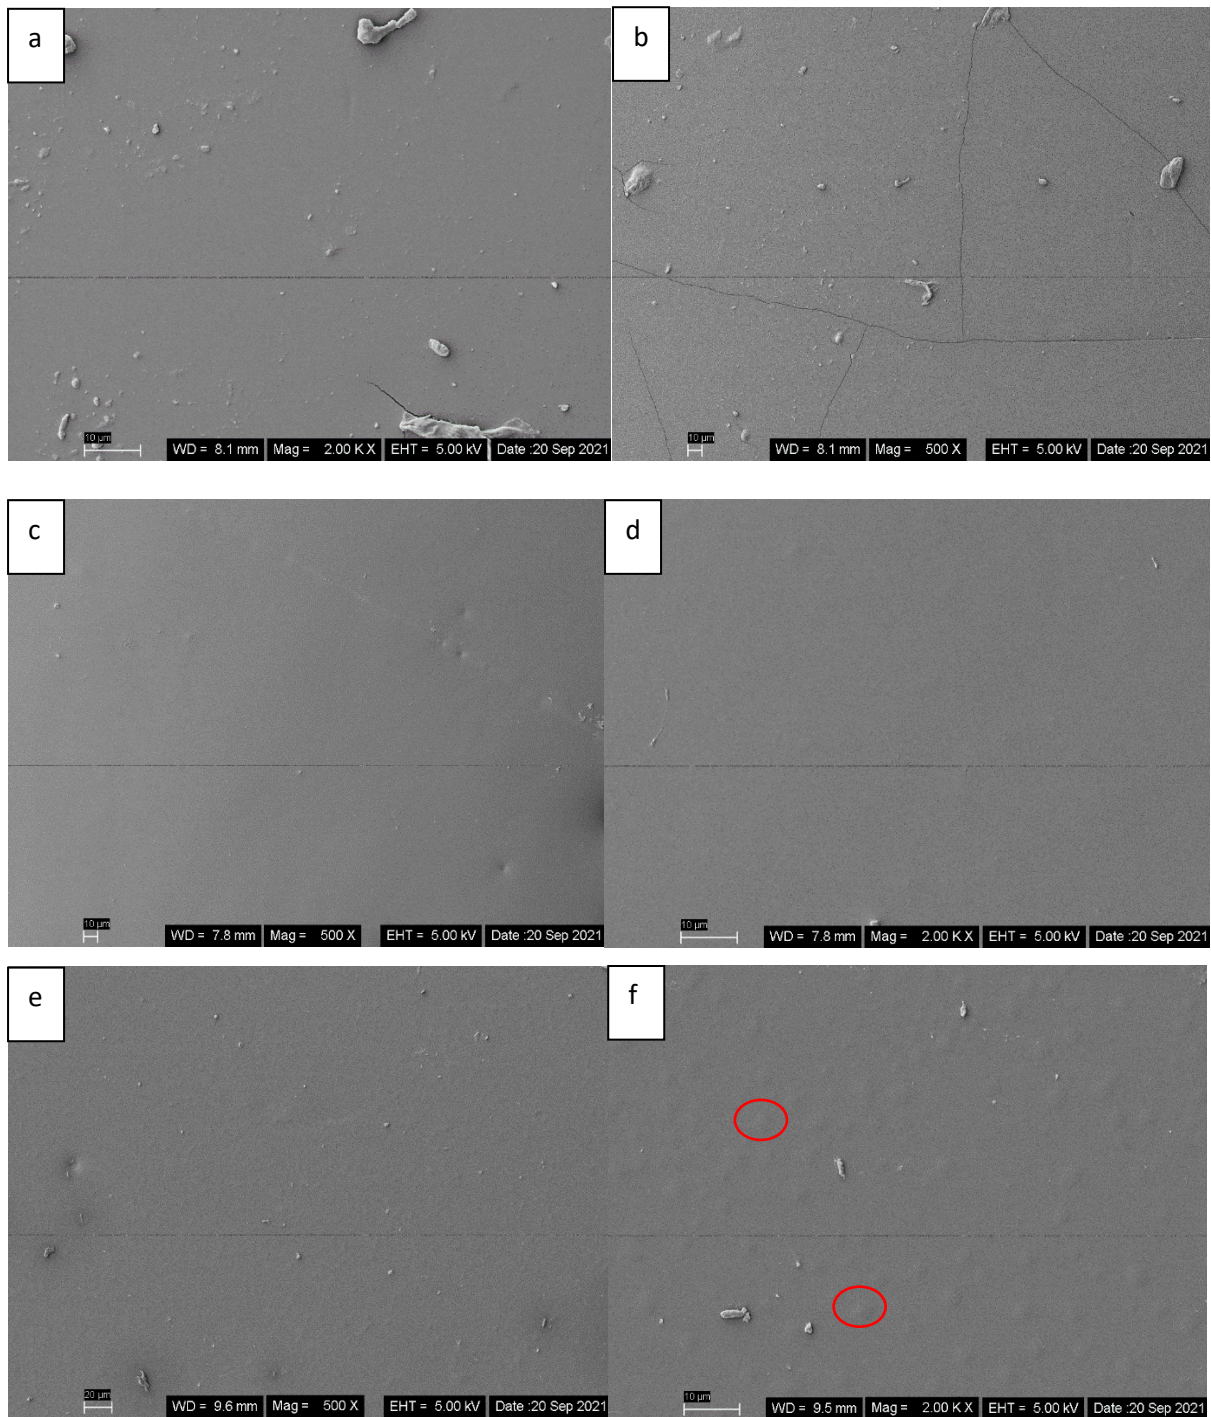 a
b
10 µm
WD = 8.1 mm Mag = 2.00 K X EHT = 5.00 kV Date :20 Sep 2021
10 µm
WD = 8.1 mm Mag = 500 X EHT = 5.00 kV Date :20 Sep 2021
c
d
10 µm
WD = 7.8 mm Mag = 500 X EHT = 5.00 kV Date :20 Sep 2021
10 µm
WD = 7.8 mm Mag = 2.00 K X EHT = 5.00 kV Date :20 Sep 2021
e
f
20 µm
WD = 9.6 mm Mag = 500 X EHT = 5.00 kV Date :20 Sep 2021
10 µm
WD = 9.5 mm Mag = 2.00 K X EHT = 5.00 kV Date :20 Sep 2021